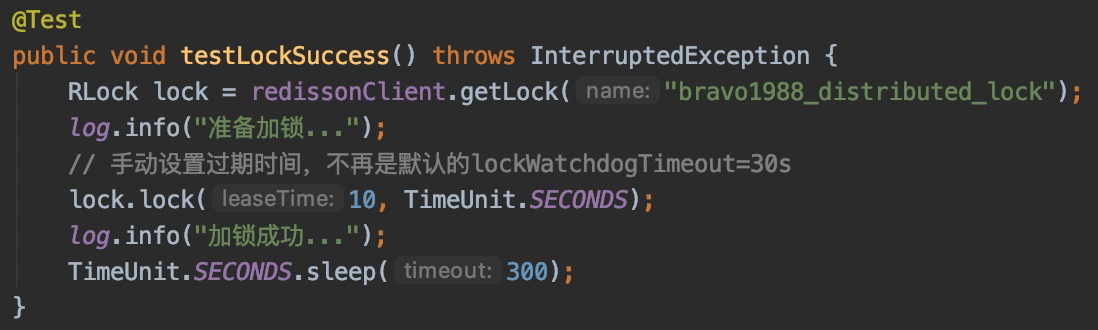 @Test
public void testLockSuccess() throws InterruptedException {
RLock lock = redissonClient.getLock( name: "bravo1988_distributed_lock");
log.info("准备加锁...");
// 手动设置过期时间，不再是默认的lockWatchdogTimeout=30s
lock.lock( leaseTime: 10, TimeUnit.SECONDS);
log.info("加锁成功...");
TimeUnit.SECONDS.sleep( timeout: 300);
}